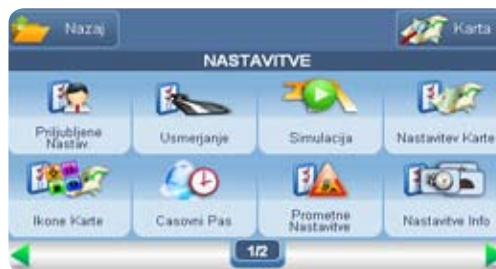 Nazaj
Karta
NASTAVITVE
Priljubljene
Nastav.
Usmerjanje
Simulacija
Nastavitev Karte
Ikone Karte
Casovni Pas
Prometne
Nastavitve
Nastavitve Info
1/2